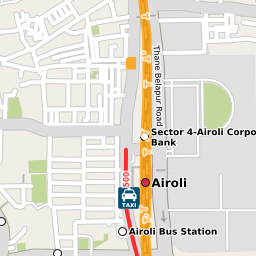 Thane Belapur Road
Sector 4-Airoli Corpo
Bank
500
Airoli
TAXI
Airoli Bus Station